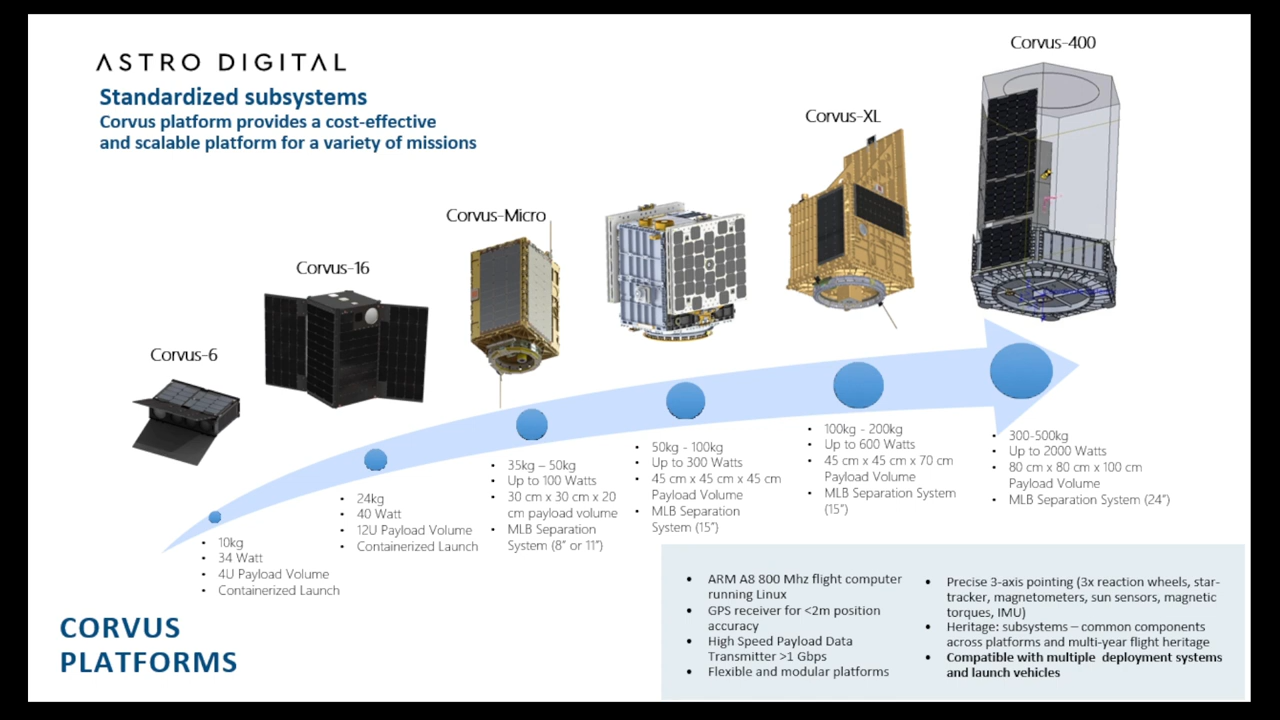 ASTRO DIGITAL
Standardized subsystems
Corvus platform provides a cost-effective
and scalable platform for a variety of missions
Corvus-6
Corvus-16
Corvus-Micro
Corvus-XL
Corvus-400
• 10kg
• 34 Watt
• 4U Payload Volume
• Containerized Launch
• 24kg
• 40 Watt
• 12U Payload Volume
• Containerized Launch
• 35kg – 50kg
• Up to 100 Watts
• 30 cm x 30 cm x 20
cm payload volume
• MLB Separation
System (8” or 11”)
• 50kg - 100kg
• Up to 300 Watts
• 45 cm x 45 cm x 45 cm
Payload Volume
• MLB Separation
System (15”)
• 100kg - 200kg
• Up to 600 Watts
• 45 cm x 45 cm x 70 cm
Payload Volume
• MLB Separation System
(15”)
• 300-500kg
• Up to 2000 Watts
• 80 cm x 80 cm x 100 cm
Payload Volume
• MLB Separation System (24”)
CORVUS
PLATFORMS
• ARM A8 800 Mhz flight computer
running Linux
• GPS receiver for <2m position
accuracy
• High Speed Payload Data
Transmitter >1 Gbps
• Flexible and modular platforms
• Precise 3-axis pointing (3x reaction wheels, star-
tracker, magnetometers, sun sensors, magnetic
torques, IMU)
• Heritage: subsystems – common components
across platforms and multi-year flight heritage
• Compatible with multiple deployment systems
and launch vehicles